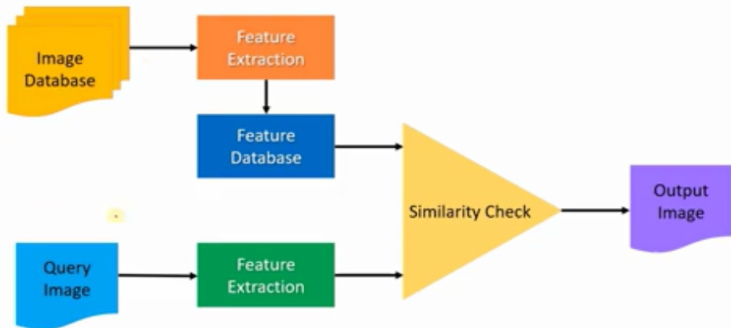 Image
Database
Feature
Extraction
Feature
Database
Similarity Check
Output
Image
Query
Image
Feature
Extraction